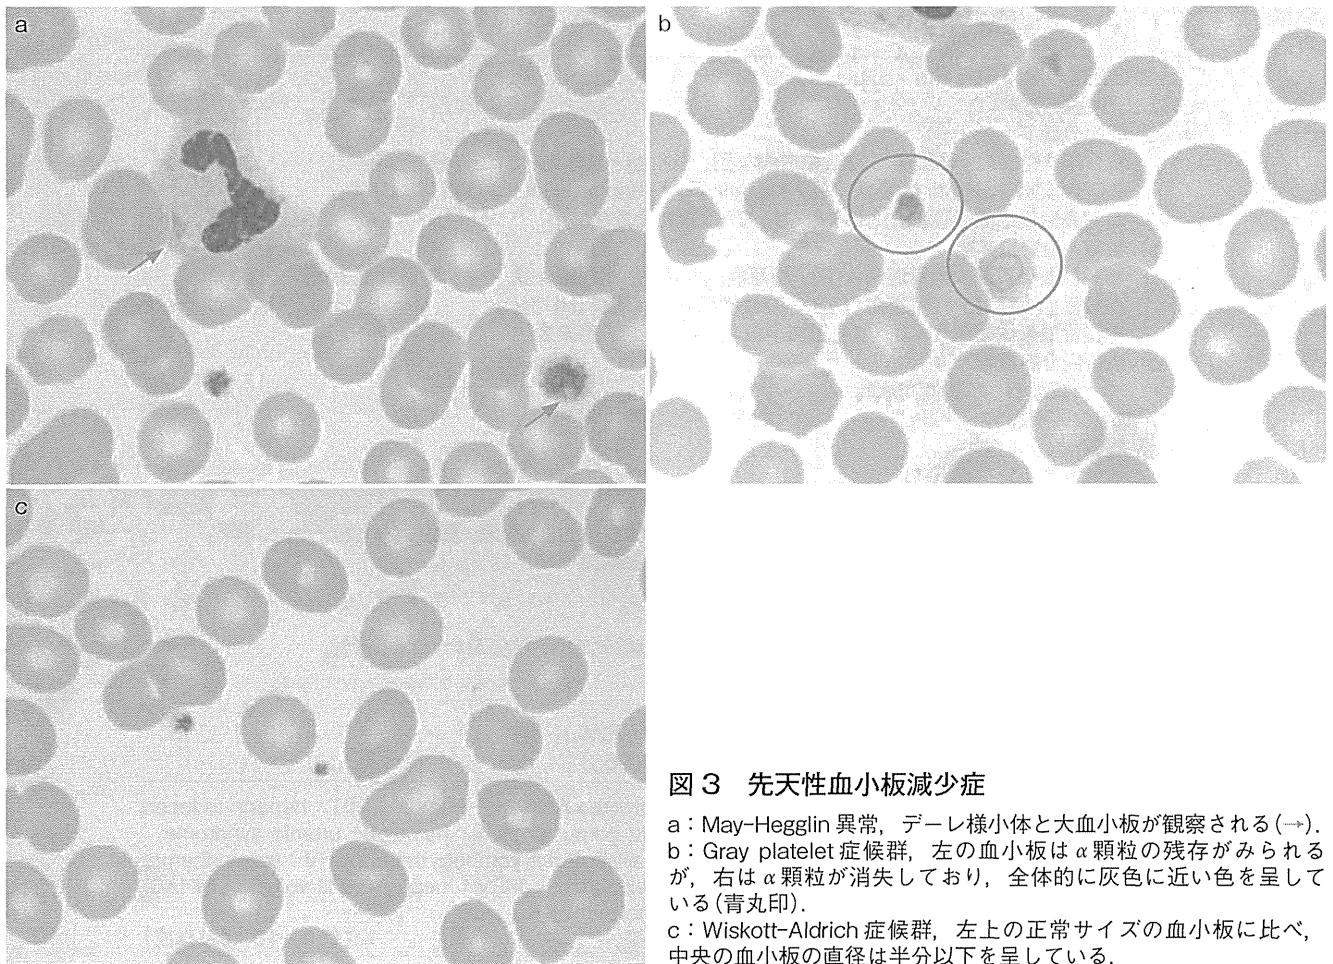 a
b
c
図3 先天性血小板減少症
a：May-Hegglin 異常，デーレ様小体と大血小板が観察される(→)．
b：Gray platelet 症候群，左の血小板はα顆粒の残存がみられる
が，右はα顆粒が消失しており，全体的に灰色に近い色を呈して
いる(青丸印)．
c：Wiskott-Aldrich 症候群，左上の正常サイズの血小板に比べ，
中央の血小板の直径は半分以下を呈している．